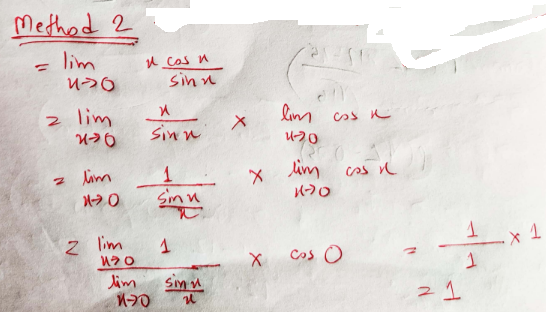 Method 2
= lim x→0 x cos x / sin x
= lim x→0 x / sin x × lim x→0 cos x
= lim x→0 1 / (sin x / x) × lim x→0 cos x
= lim x→0 1 / lim x→0 (sin x / x) × cos 0 = 1/1 × 1
= 1